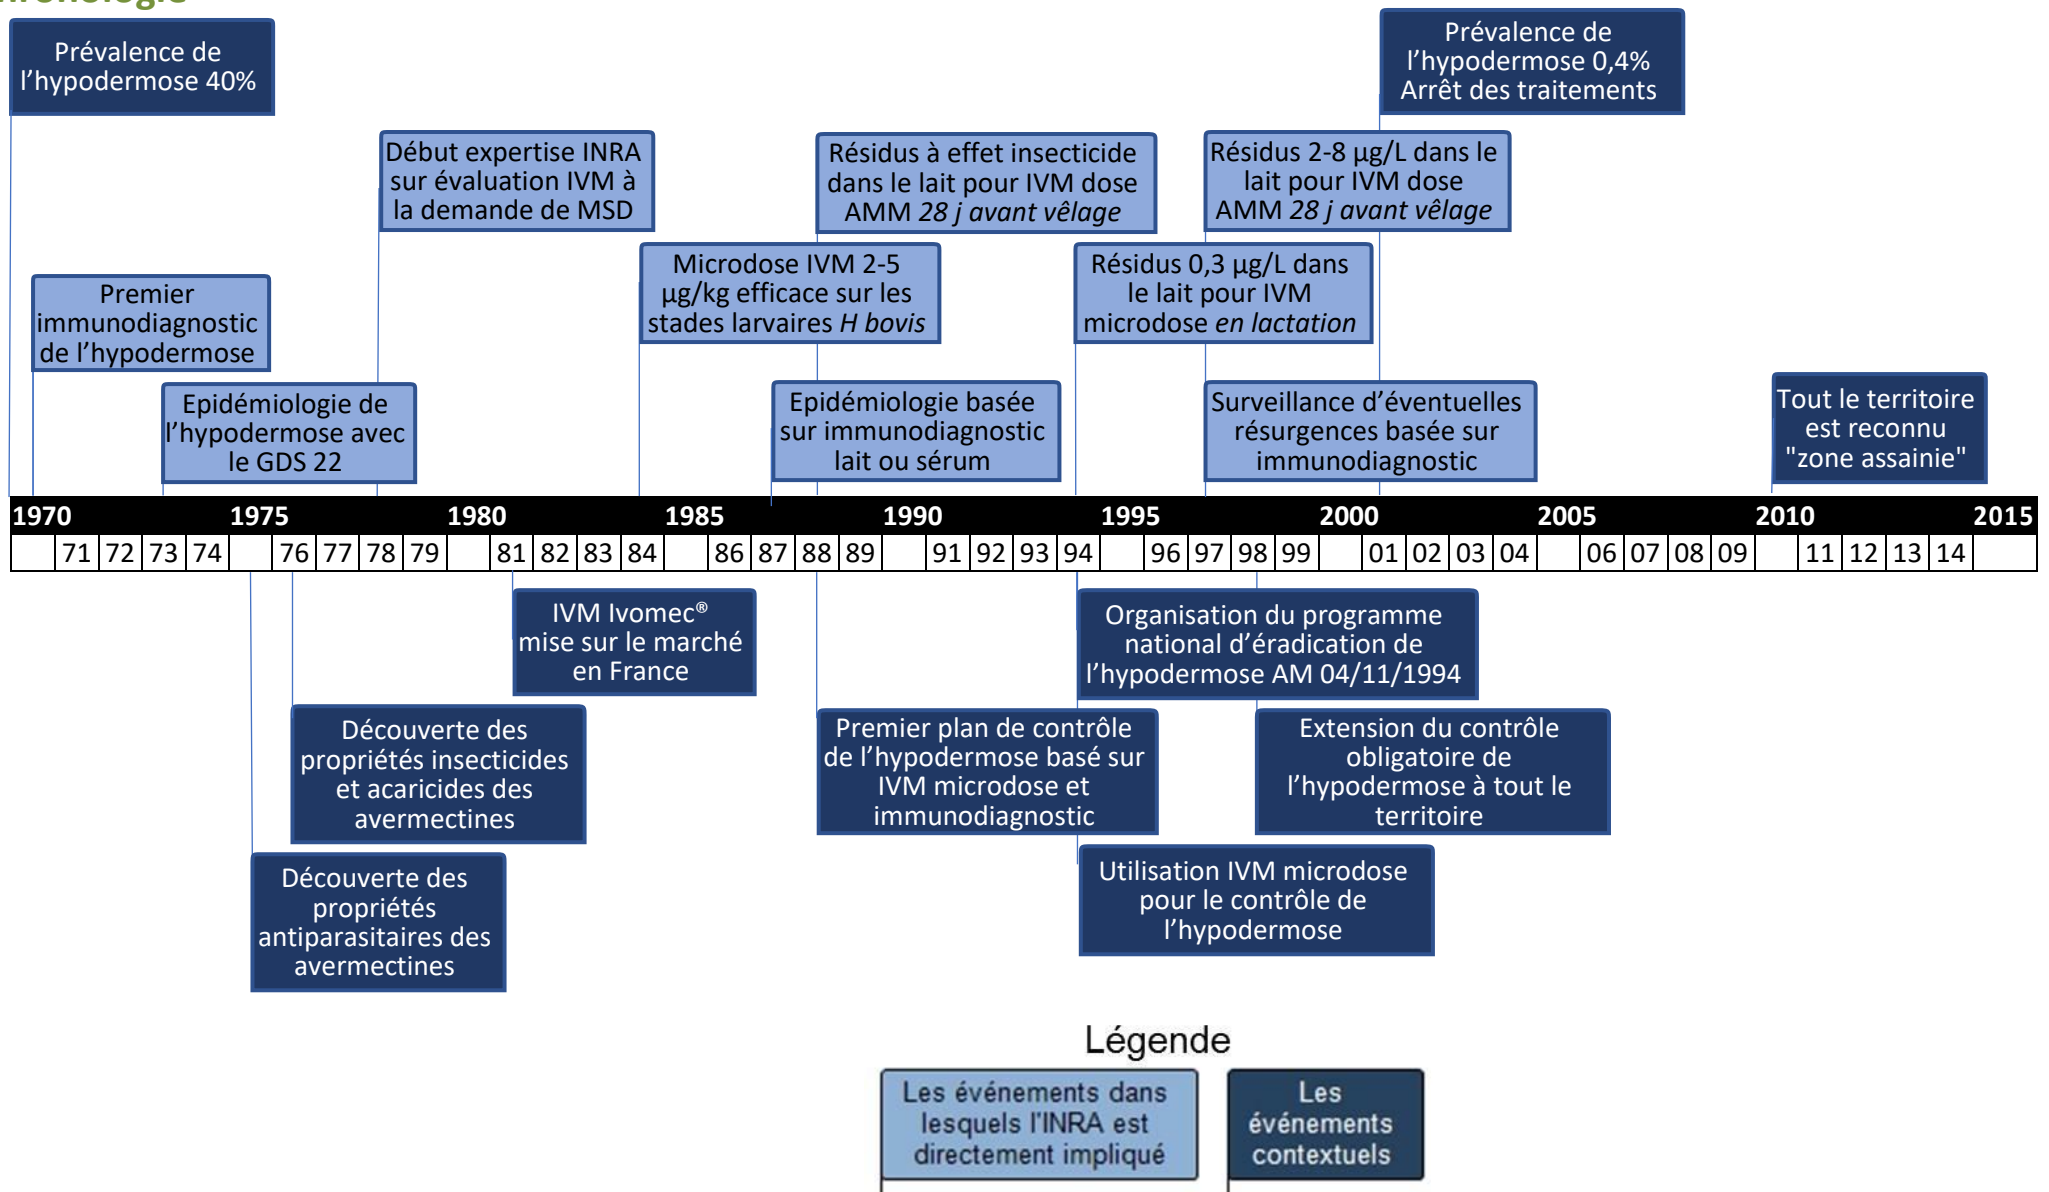 Prévalence de
l'hypodermose 40%
Prévalence de
l'hypodermose 0,4%
Arrêt des traitements
Début expertise INRA
sur évaluation IVM à
la demande de MSD
Résidus à effet insecticide
dans le lait pour IVM dose
AMM 28 j avant vêlage
Résidus 2-8 µg/L dans le
lait pour IVM dose
AMM 28 j avant vêlage
Premier
immunodiagnostic
de l'hypodermose
Microdose IVM 2-5
µg/kg efficace sur les
stades larvaires H bovis
Résidus 0,3 µg/L dans
le lait pour IVM
microdose en lactation
Epidémiologie de
l'hypodermose avec
le GDS 22
Epidémiologie basée
sur immunodiagnostic
lait ou sérum
Surveillance d'éventuelles
résurgences basée sur
immunodiagnostic
Tout le territoire
est reconnu
"zone assainie"
1970 1975 1980 1985 1990 1995 2000 2005 2010 2015
71 72 73 74 76 77 78 79 81 82 83 84 86 87 88 89 91 92 93 94 96 97 98 99 01 02 03 04 06 07 08 09 11 12 13 14
IVM Ivomec®
mise sur le marché
en France
Organisation du programme
national d'éradication de
l'hypodermose AM 04/11/1994
Découverte des
propriétés insecticides
et acaricides des
avermectines
Premier plan de contrôle
de l'hypodermose basé sur
IVM microdose et
immunodiagnostic
Extension du contrôle
obligatoire de
l'hypodermose à tout le
territoire
Découverte des
propriétés
antiparasitaires des
avermectines
Utilisation IVM microdose
pour le contrôle de
l'hypodermose
Légende
Les événements dans
lesquels l'INRA est
directement impliqué
Les
événements
contextuels